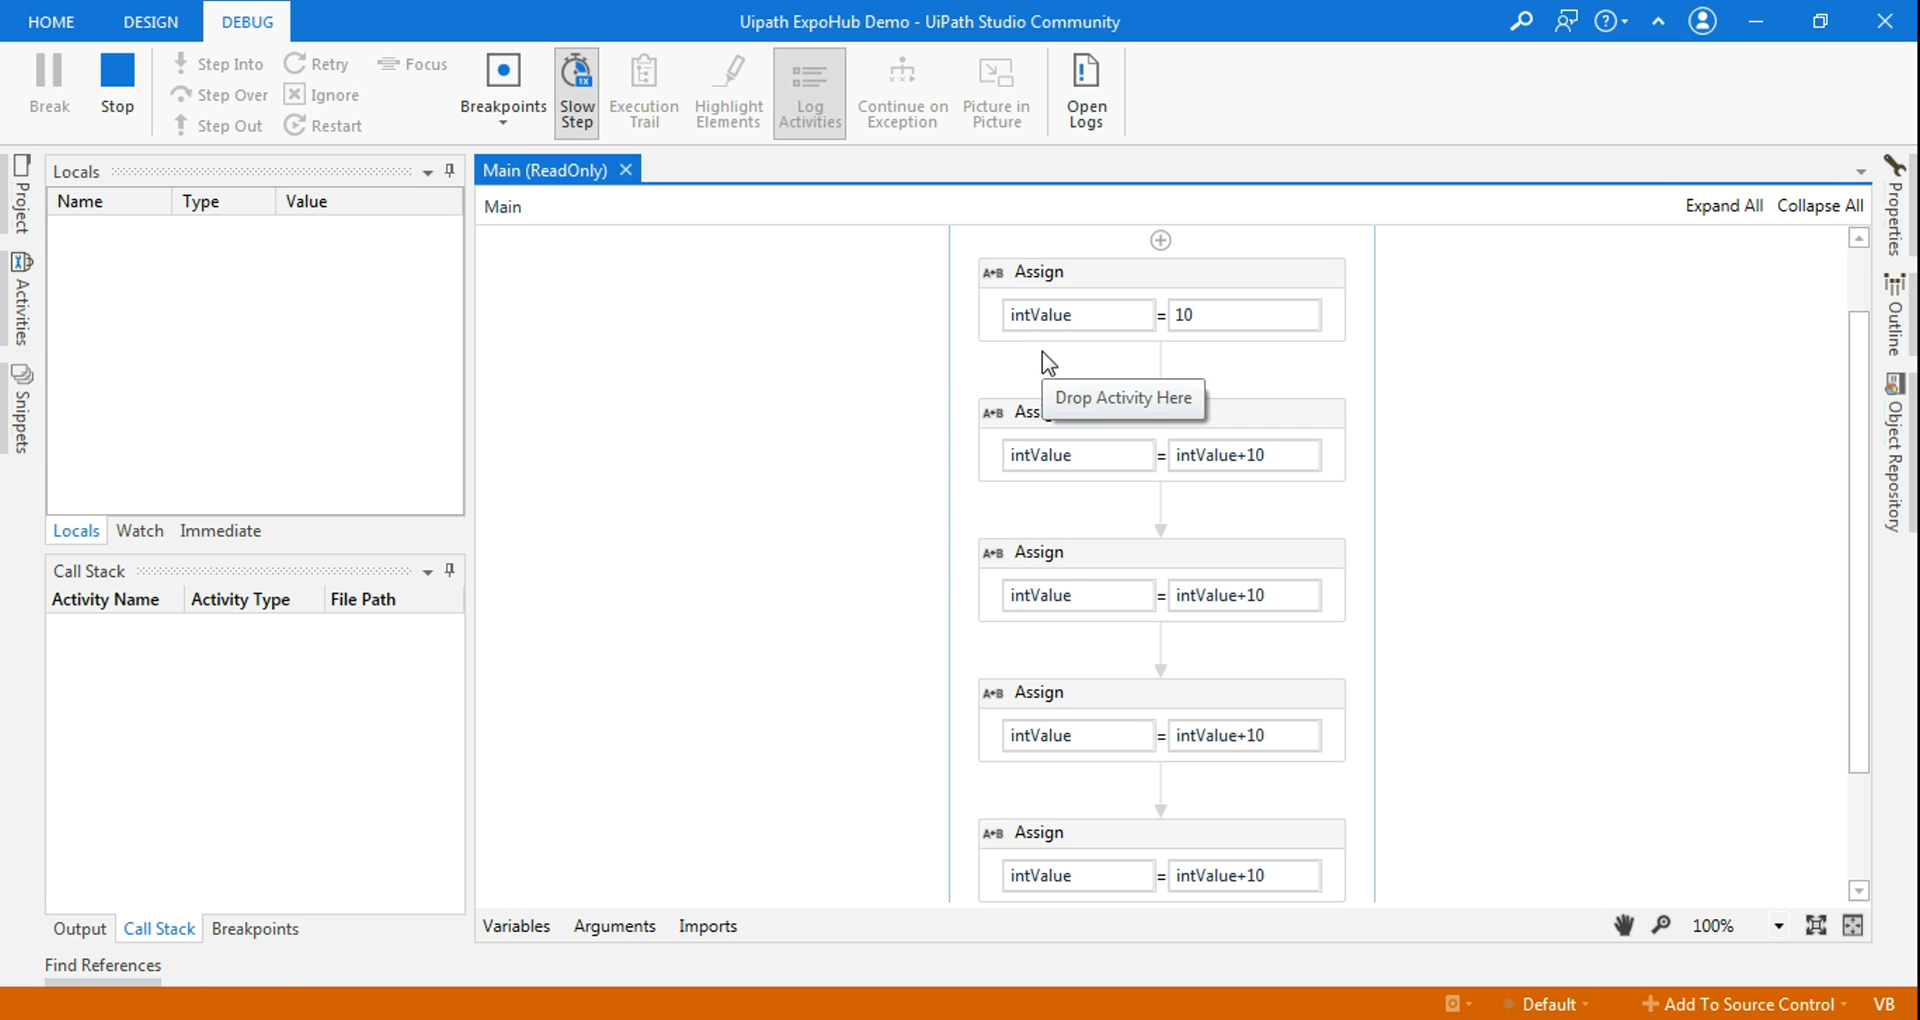 HOME DESIGN DEBUG Uipath ExpoHub Demo - UiPath Studio Community
Break Stop Step Into Retry Focus
Step Over Ignore
Step Out Restart
Breakpoints Slow Step Execution Trail Highlight Elements Log Activities Continue on Exception Picture in Picture Open Logs
1X
Project
Activities
Snippets
Locals
Name Type Value
Locals Watch Immediate
Call Stack
Activity Name Activity Type File Path
Output Call Stack Breakpoints
Find References
Main (ReadOnly)
Main Expand All Collapse All
A+B Assign
intValue = 10
Drop Activity Here
A+B Ass
intValue = intValue+10
A+B Assign
intValue = intValue+10
A+B Assign
intValue = intValue+10
A+B Assign
intValue = intValue+10
Variables Arguments Imports 100%
Properties
Outline
Object Repository
Default Add To Source Control VB